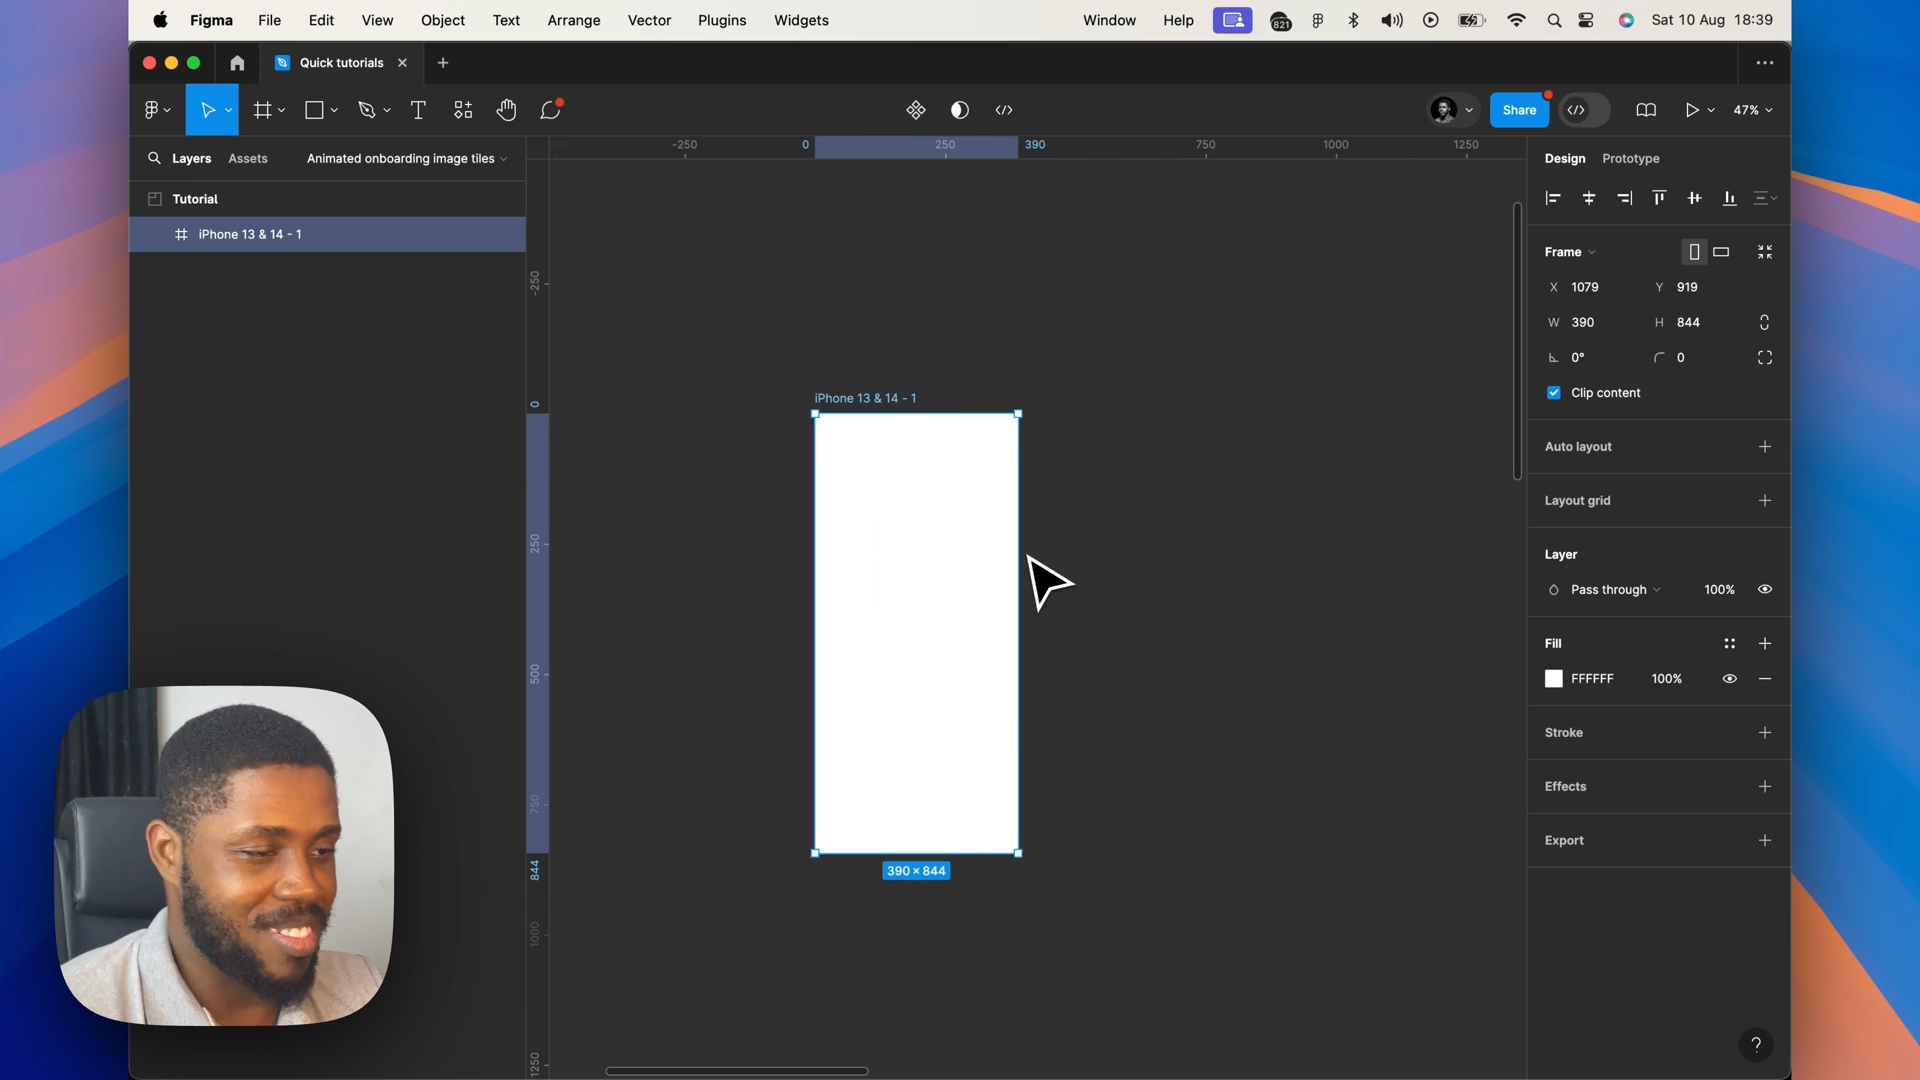 Figma File Edit View Object Text Arrange Vector Plugins Widgets Window Help 821 Sat 10 Aug 18:39
Quick tutorials
Share 47%
Layers Assets Animated onboarding image tiles
Tutorial
iPhone 13 & 14 - 1
-250 0 250 390 750 1000 1250
-250
0
250
500
750
844
1000
1250
iPhone 13 & 14 - 1
390 × 844
Design Prototype
Frame
X 1079 Y 919
W 390 H 844
0° 0
Clip content
Auto layout
Layout grid
Layer
Pass through 100%
Fill
FFFFFF 100%
Stroke
Effects
Export
?